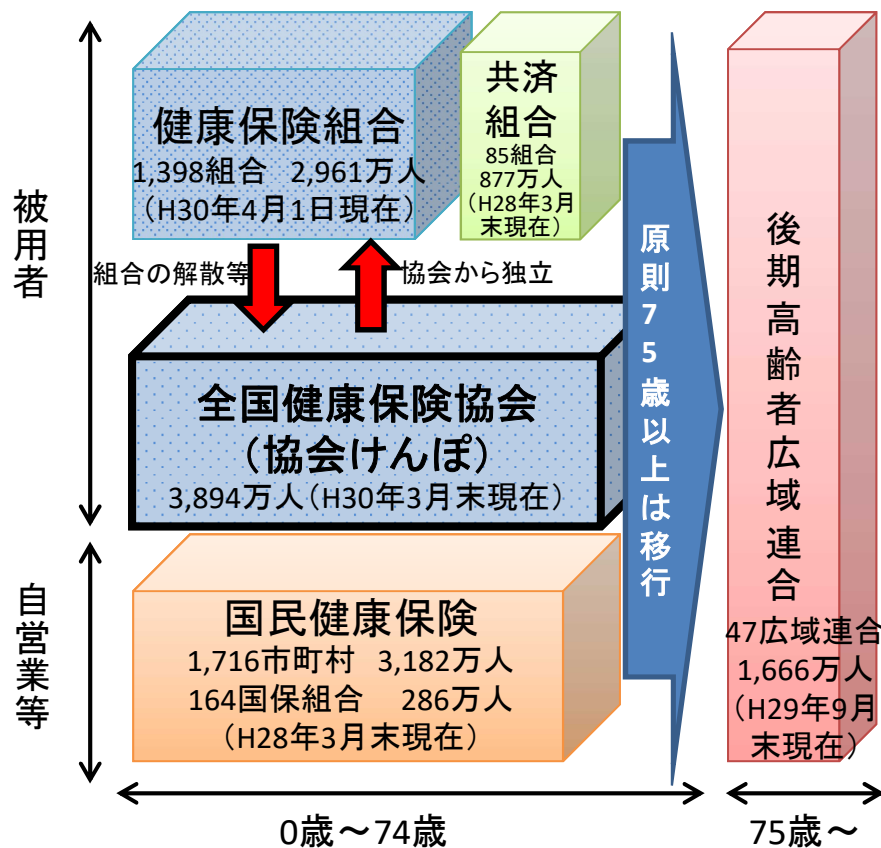 被用者
健康保険組合
1,398組合 2,961万人
（H30年4月1日現在）
共済
組合
85組合
877万人
（H28年3月
末現在）
組合の解散等
協会から独立
全国健康保険協会
（協会けんぽ）
3,894万人（H30年3月末現在）
自営業等
国民健康保険
1,716市町村 3,182万人
164国保組合 286万人
（H28年3月末現在）
原則75歳以上は移行
後期高齢者広域連合
47広域連合
1,666万人
（H29年9月
末現在）
0歳～74歳
75歳～